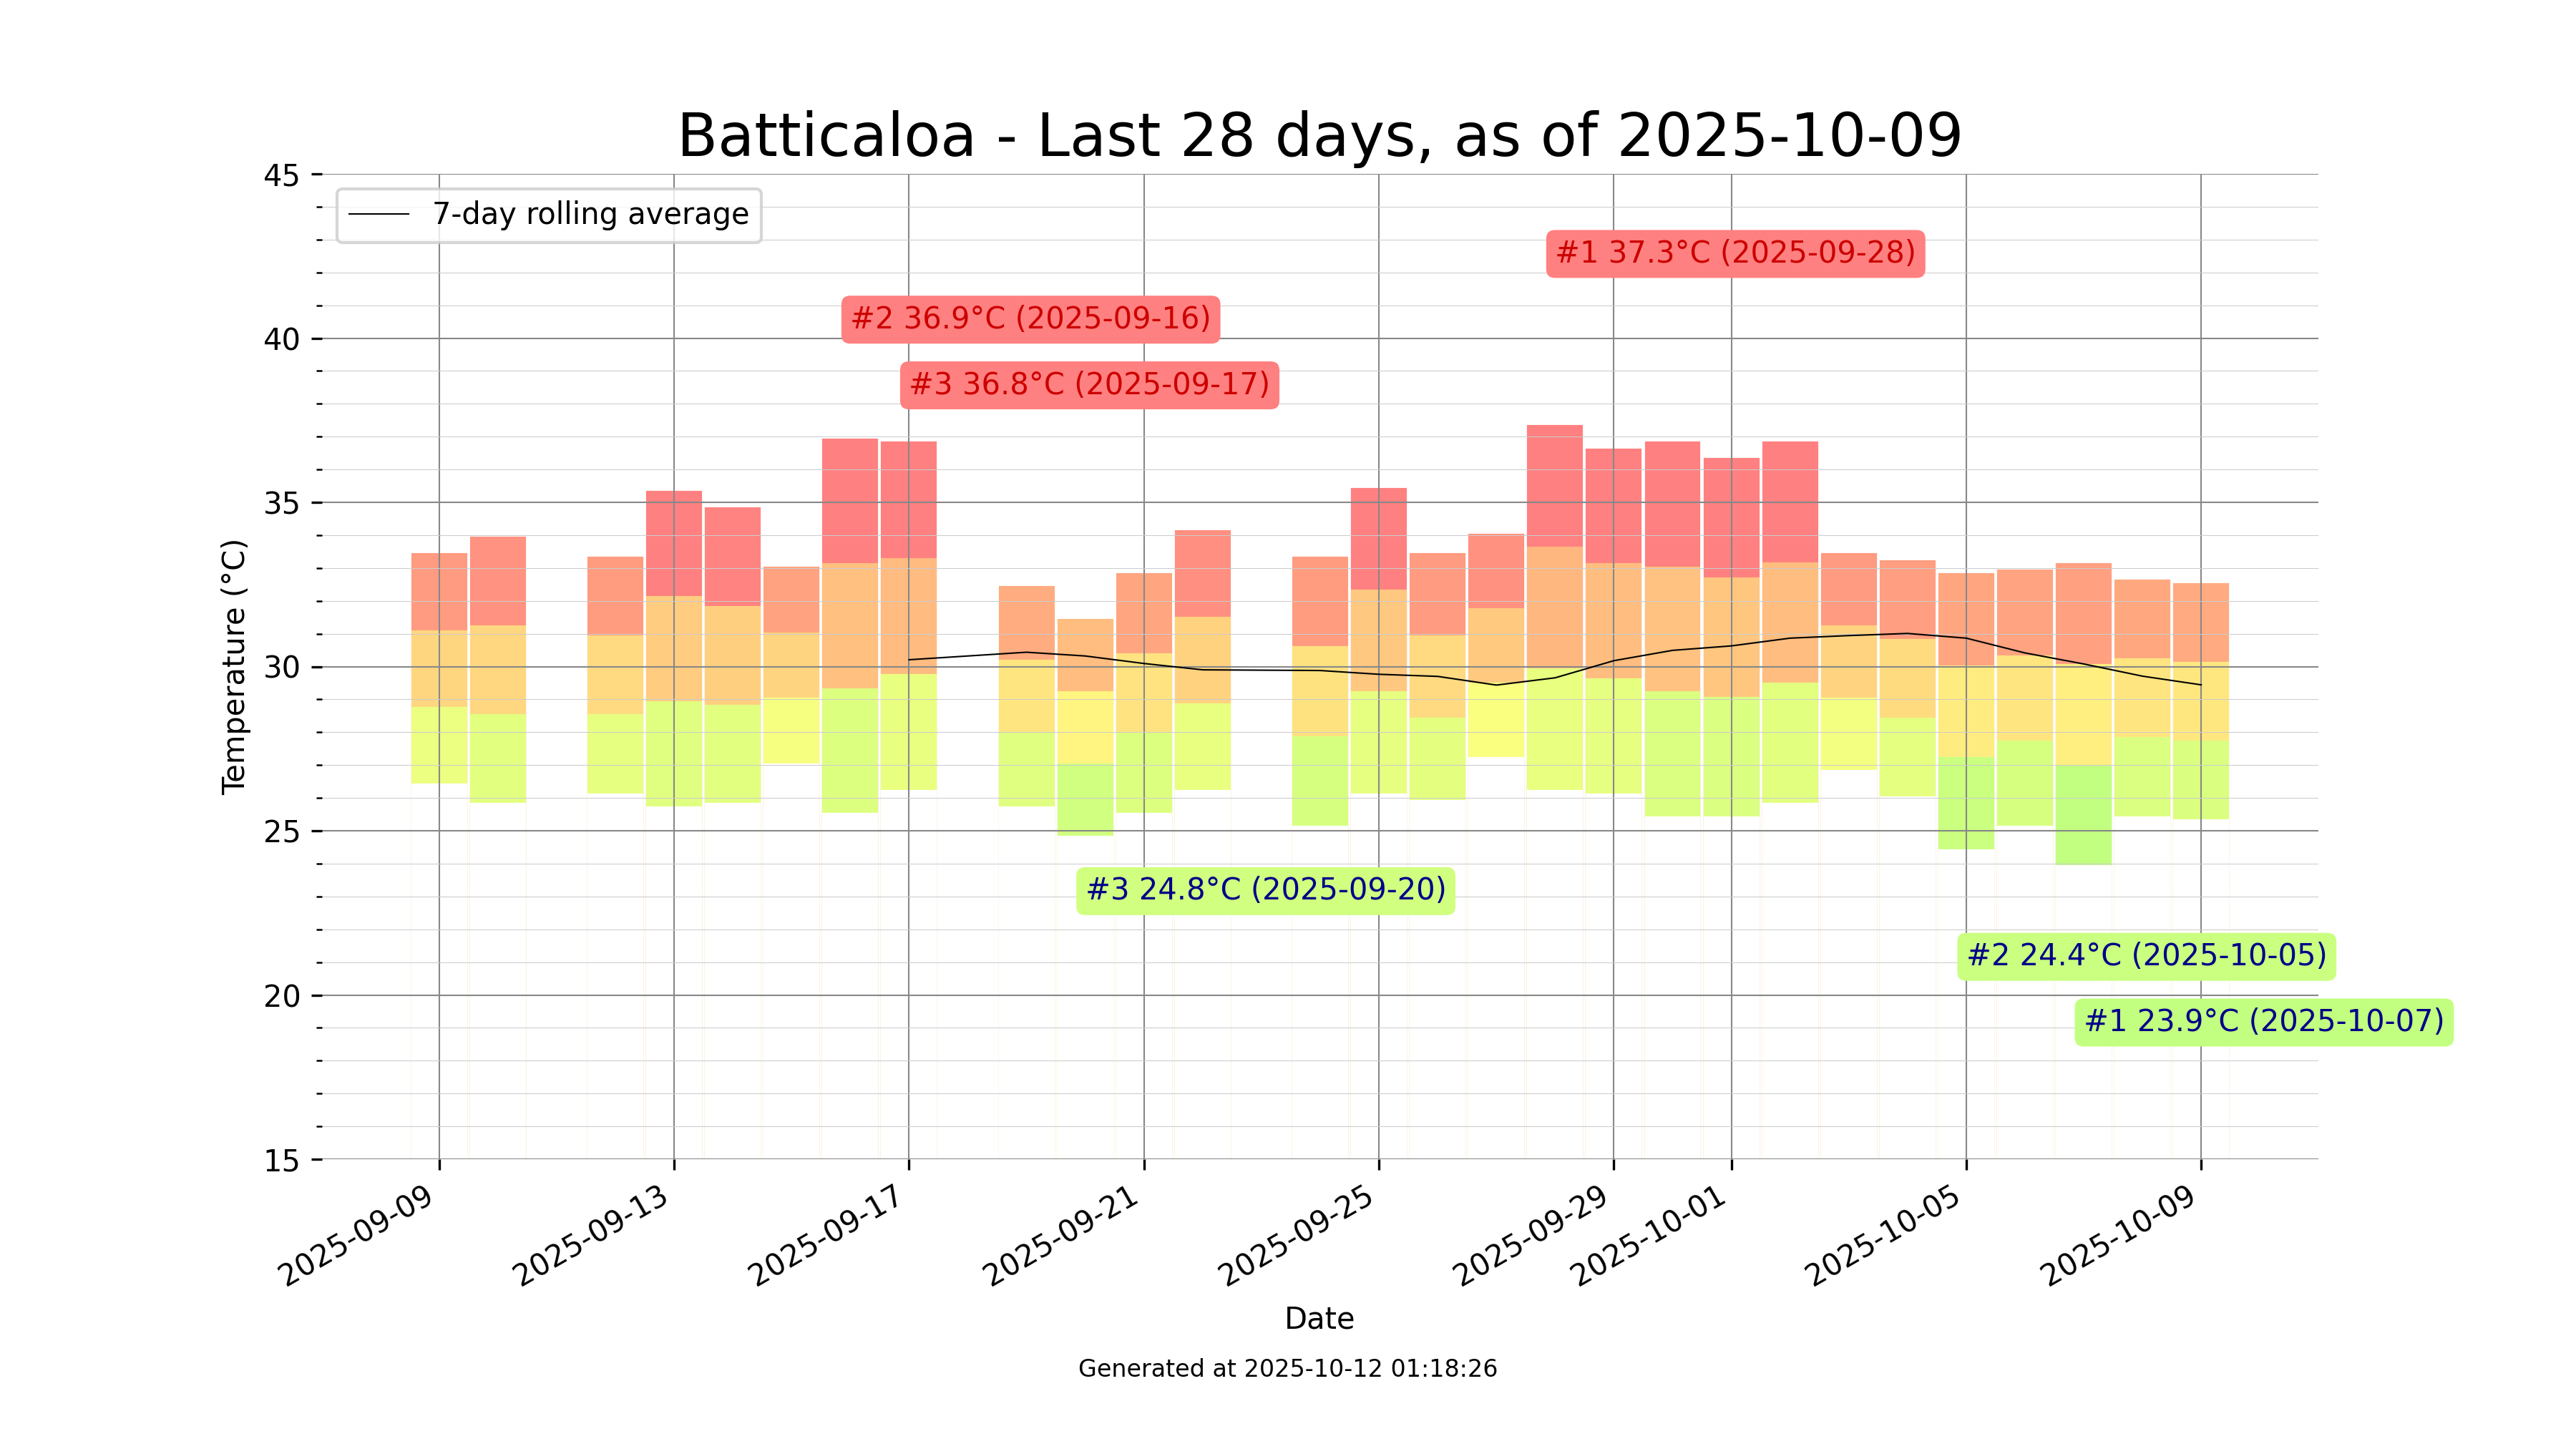 Batticaloa - Last 28 days, as of 2025-10-09
45
7-day rolling average
#1 37.3°C (2025-09-28)
#2 36.9°C (2025-09-16)
40
#3 36.8°C (2025-09-17)
35
Temperature (°C)
30
25
#3 24.8°C (2025-09-20)
#2 24.4°C (2025-10-05)
20
#1 23.9°C (2025-10-07)
15
2025-09-09
2025-09-13
2025-09-17
2025-09-21
2025-09-25
2025-09-29
2025-10-01
2025-10-05
2025-10-09
Date
Generated at 2025-10-12 01:18:26